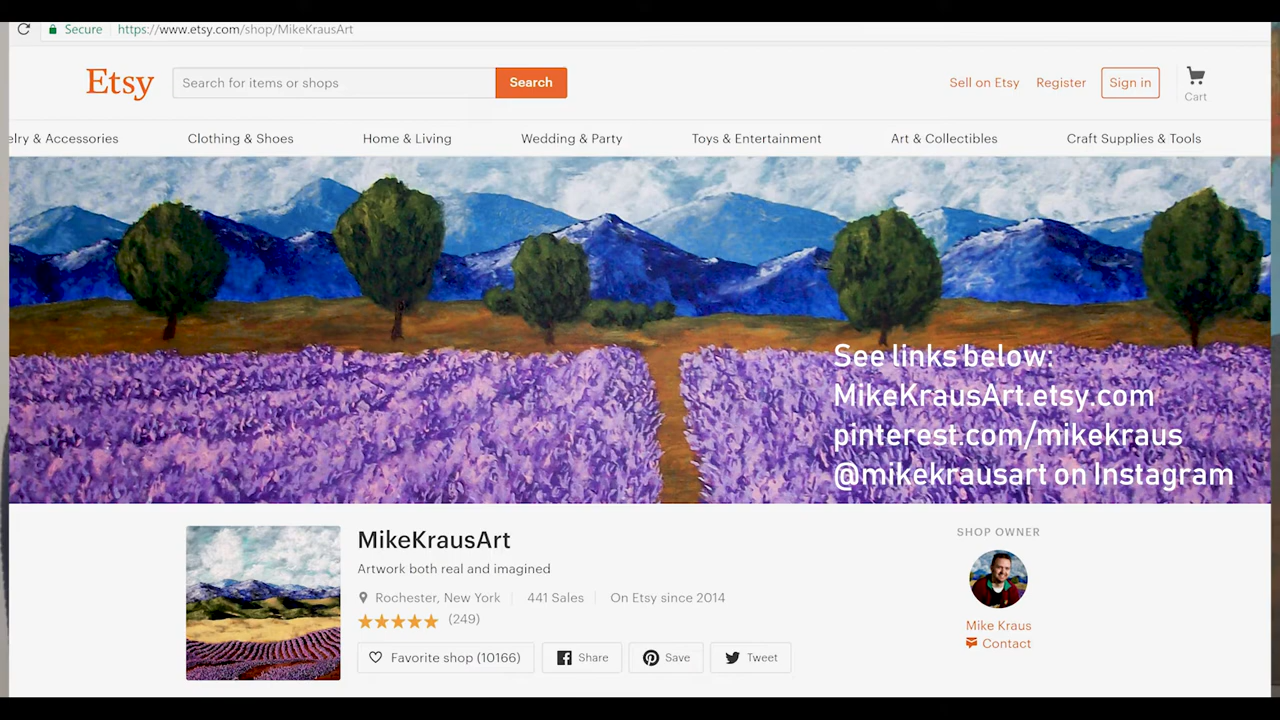 Secure https://www.etsy.com/shop/MikeKrausArt
Etsy Search for items or shops Search Sell on Etsy Register Sign in Cart
elry & Accessories Clothing & Shoes Home & Living Wedding & Party Toys & Entertainment Art & Collectibles Craft Supplies & Tools
See links below:
MikeKrausArt.etsy.com
pinterest.com/mikekraus
@mikekrausart on Instagram
MikeKrausArt
Artwork both real and imagined
Rochester, New York 441 Sales On Etsy since 2014
(249)
Favorite shop (10166) Share Save Tweet
SHOP OWNER
Mike Kraus
Contact